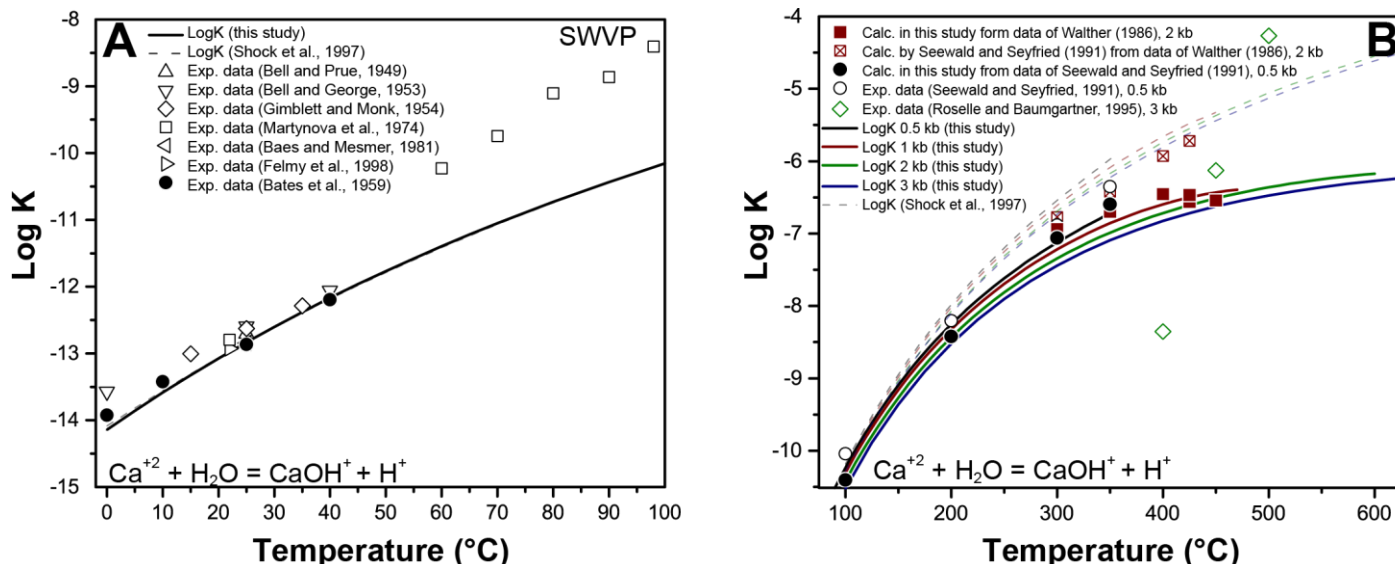 A
SWVP
LogK (this study)
LogK (Shock et al., 1997)
Exp. data (Bell and Prue, 1949)
Exp. data (Bell and George, 1953)
Exp. data (Gimblett and Monk, 1954)
Exp. data (Martynova et al., 1974)
Exp. data (Baes and Mesmer, 1981)
Exp. data (Felmy et al., 1998)
Exp. data (Bates et al., 1959)
Log K
-8
-9
-10
-11
-12
-13
-14
-15
Ca+2 + H2O = CaOH+ + H+
0 10 20 30 40 50 60 70 80 90 100
Temperature (°C)
B
Calc. in this study form data of Walther (1986), 2 kb
Calc. by Seewald and Seyfried (1991) from data of Walther (1986), 2 kb
Calc. in this study from data of Seewald and Seyfried (1991), 0.5 kb
Exp. data (Seewald and Seyfried, 1991), 0.5 kb
Exp. data (Roselle and Baumgartner, 1995), 3 kb
LogK 0.5 kb (this study)
LogK 1 kb (this study)
LogK 2 kb (this study)
LogK 3 kb (this study)
LogK (Shock et al., 1997)
Log K
-4
-5
-6
-7
-8
-9
-10
Ca+2 + H2O = CaOH+ + H+
100 200 300 400 500 600
Temperature (°C)